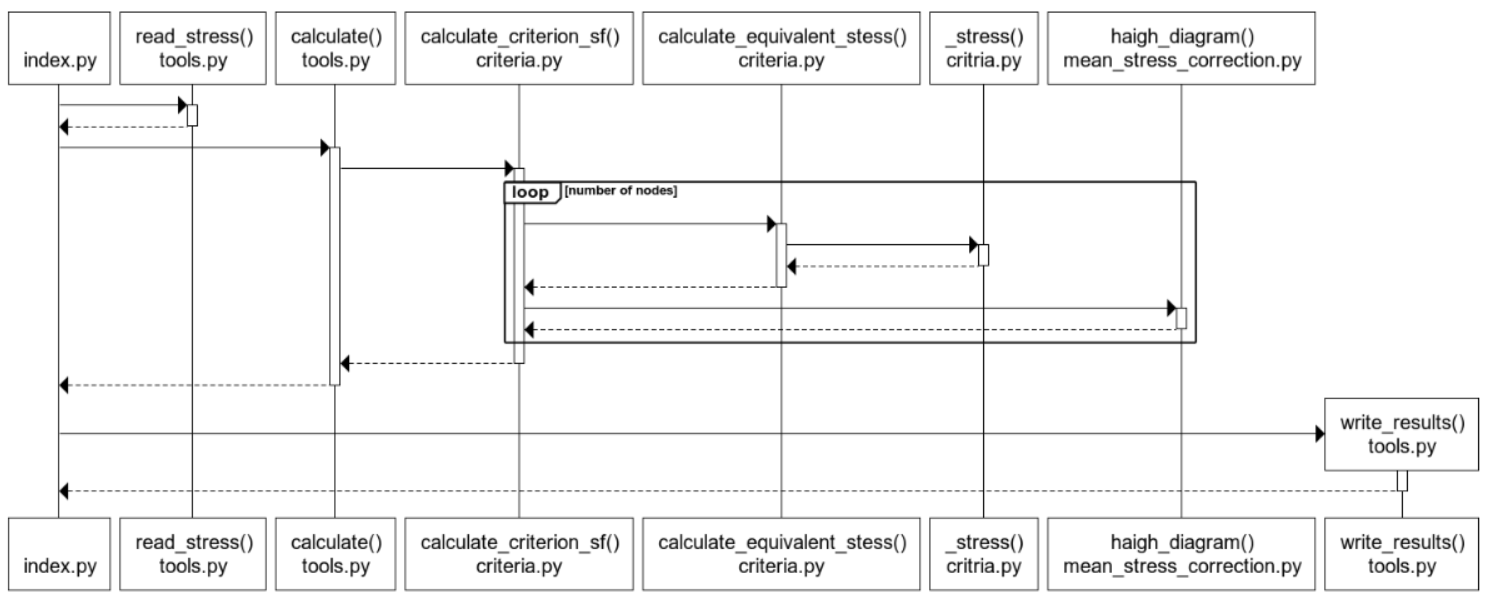 index.py
read_stress()
tools.py
calculate()
tools.py
calculate_criterion_sf()
criteria.py
calculate_equivalent_stess()
criteria.py
_stress()
critria.py
haigh_diagram()
mean_stress_correction.py
loop
[number of nodes]
write_results()
tools.py
index.py
read_stress()
tools.py
calculate()
tools.py
calculate_criterion_sf()
criteria.py
calculate_equivalent_stess()
criteria.py
_stress()
critria.py
haigh_diagram()
mean_stress_correction.py
write_results()
tools.py